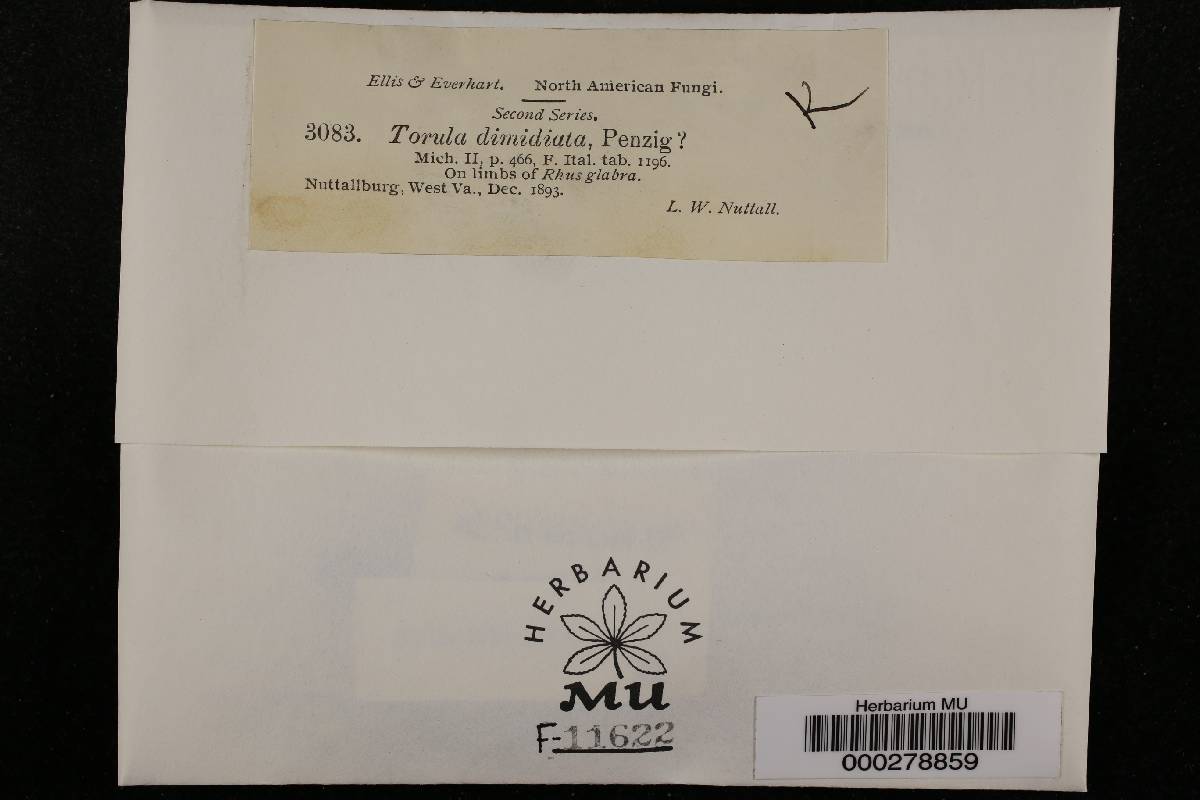 Ellis & Everhart. North American Fungi.
Second Series.
3083. Torula dimidiata, Penzig?
Mich. II, p. 466, F. Ital. tab. 1196.
On limbs of Rhus glabra.
Nuttallburg, West Va., Dec. 1893.
L. W. Nuttall.
HERBARIUM
MU
F-11622
Herbarium MU
000278859